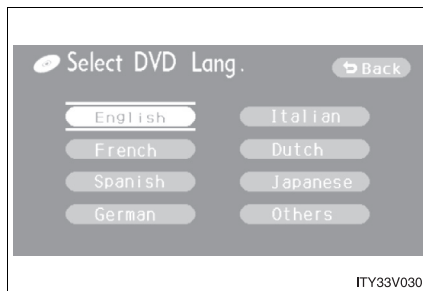 Select DVD Lang.
Back
English
Italian
French
Dutch
Spanish
Japanese
German
Others
ITY33V030